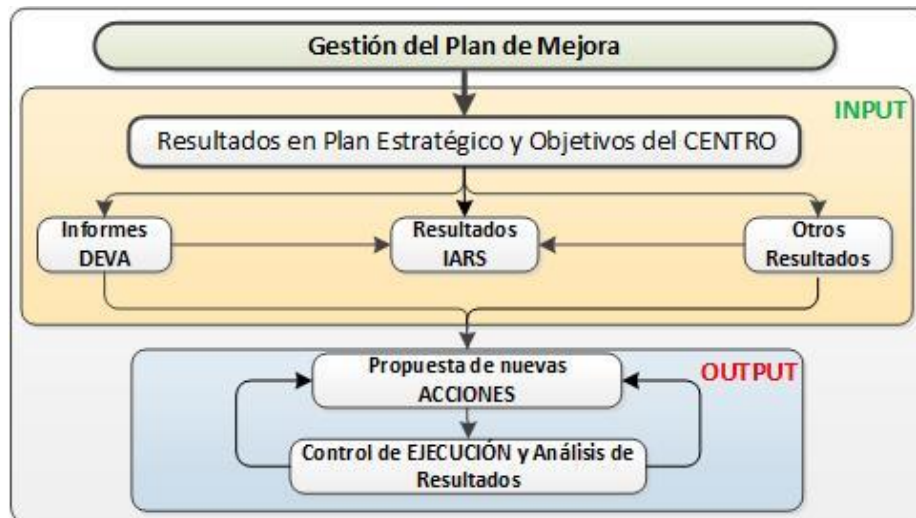 Gestión del Plan de Mejora
INPUT
Resultados en Plan Estratégico y Objetivos del CENTRO
Informes
DEVA
Resultados
IARS
Otros
Resultados
Propuesta de nuevas
ACCIONES
OUTPUT
Control de EJECUCIÓN y Análisis de
Resultados